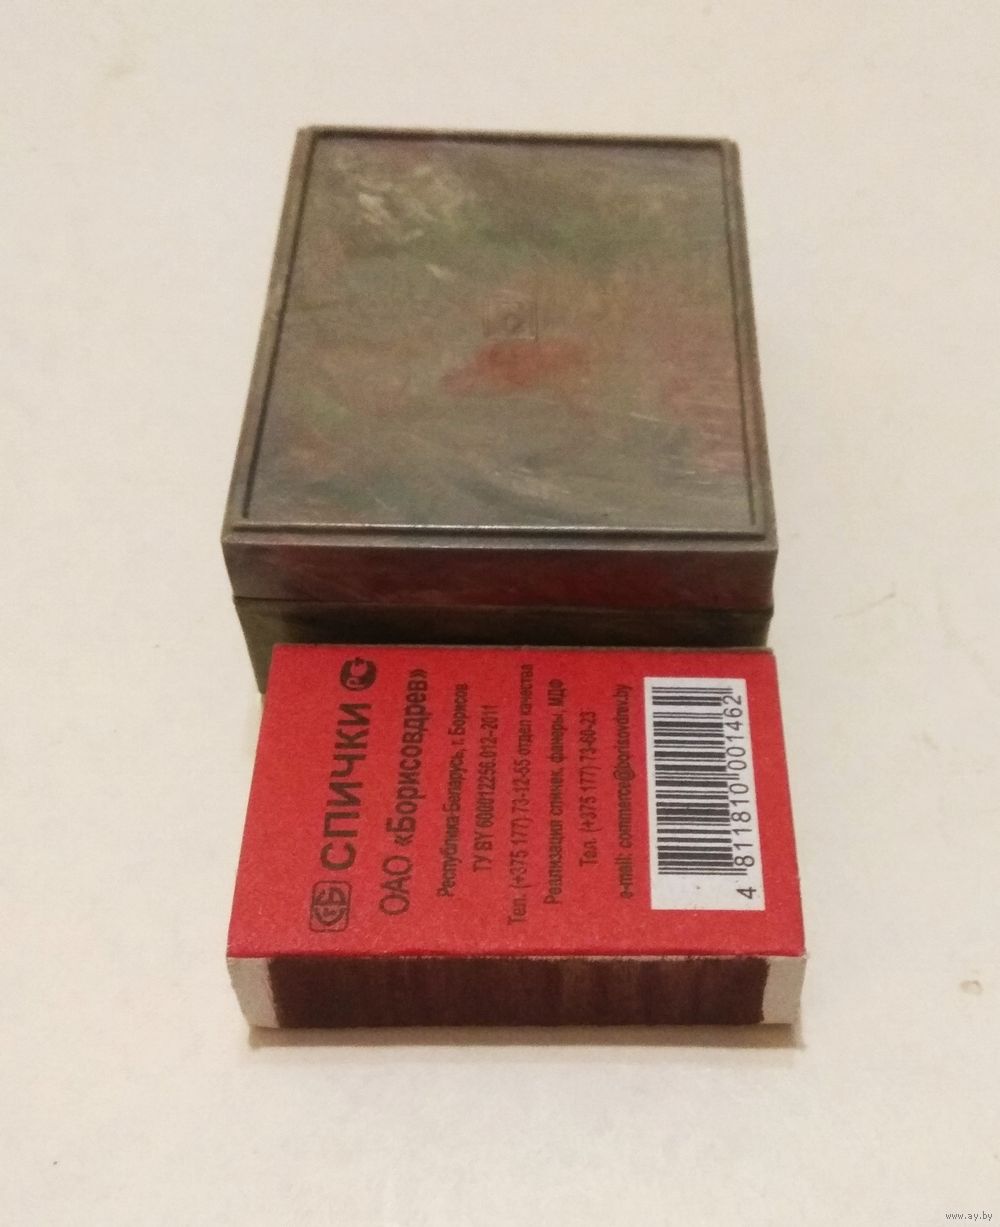 СПИЧКИ
ОАО «Борисовдрев»
Республика Беларусь, г. Борисов
ТУ BY 600012256.012–2011
Тел. (+375 177) 73-12-55 отдел качества
Реализация спичек, фанеры, МДФ
Тел. (+375 177) 73-60-23
e-mail: commerce@borisovdrev.by
4 811810 001462
www.ay.by